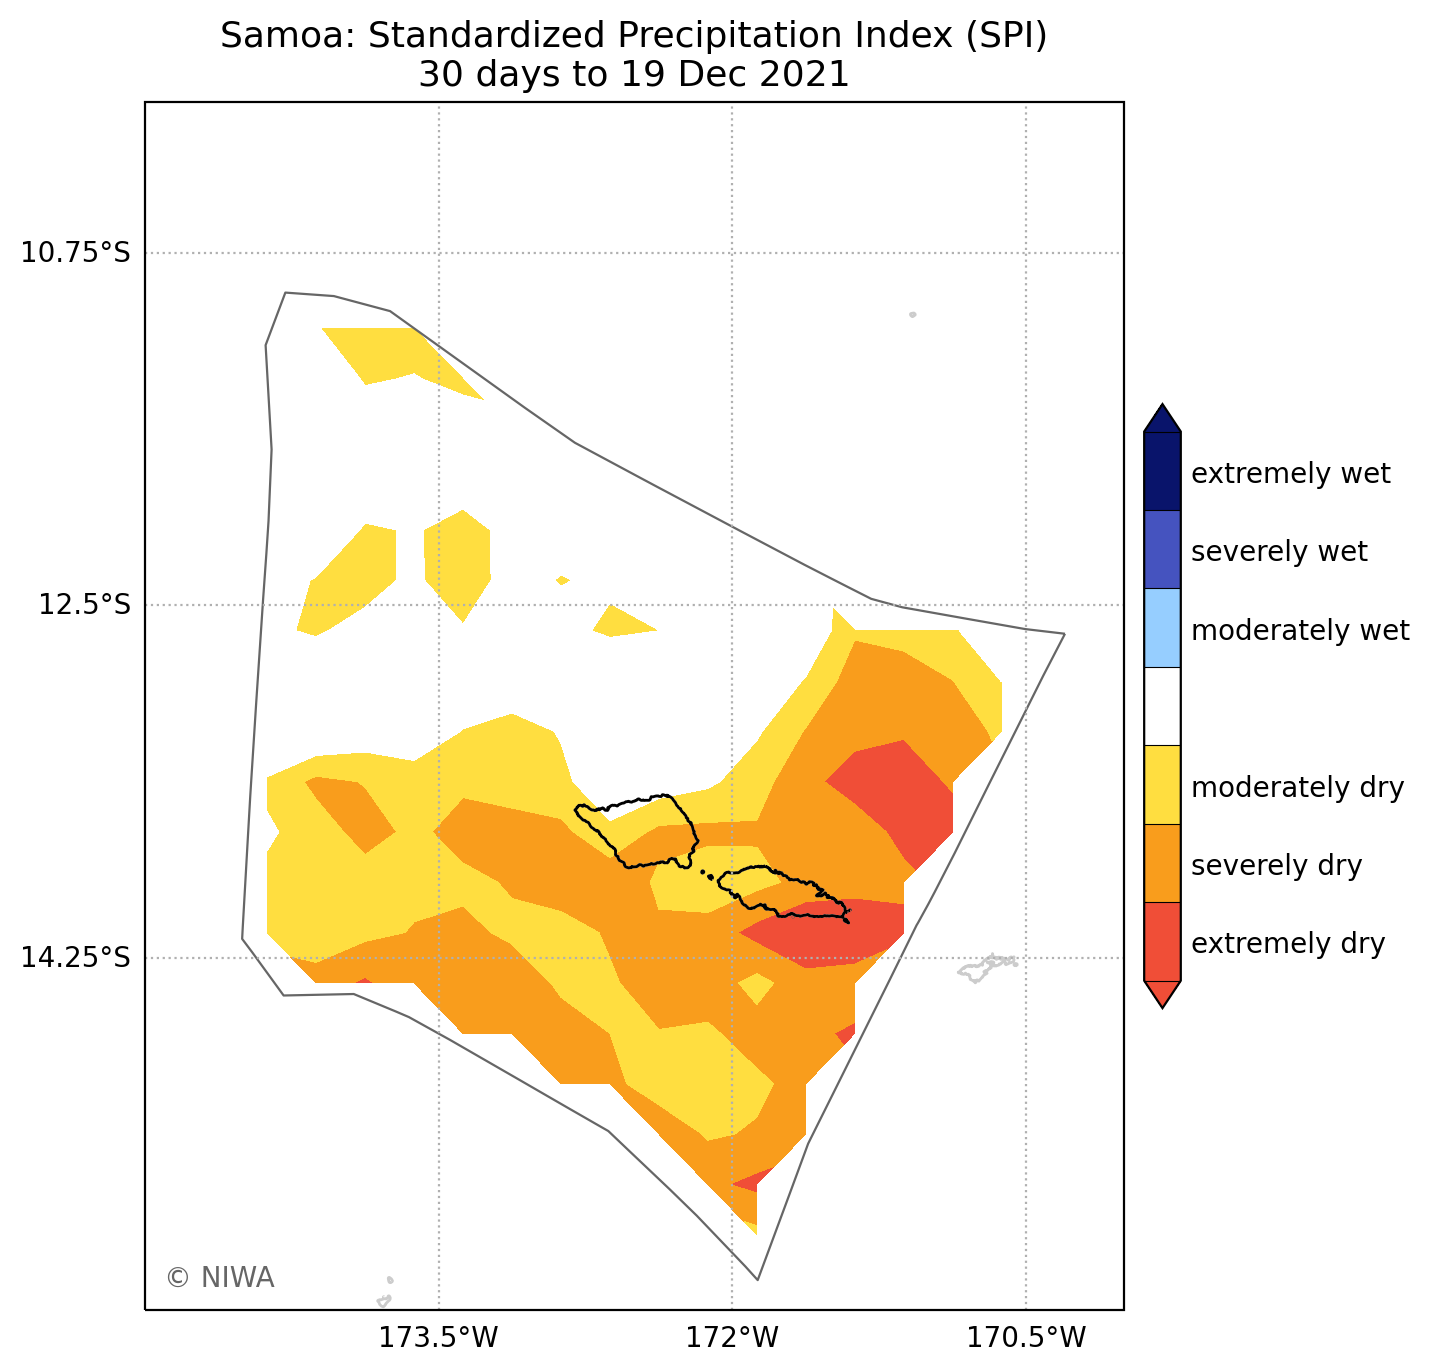 Samoa: Standardized Precipitation Index (SPI)
30 days to 19 Dec 2021
10.75°S
12.5°S
14.25°S
173.5°W
172°W
170.5°W
extremely wet
severely wet
moderately wet
moderately dry
severely dry
extremely dry
© NIWA